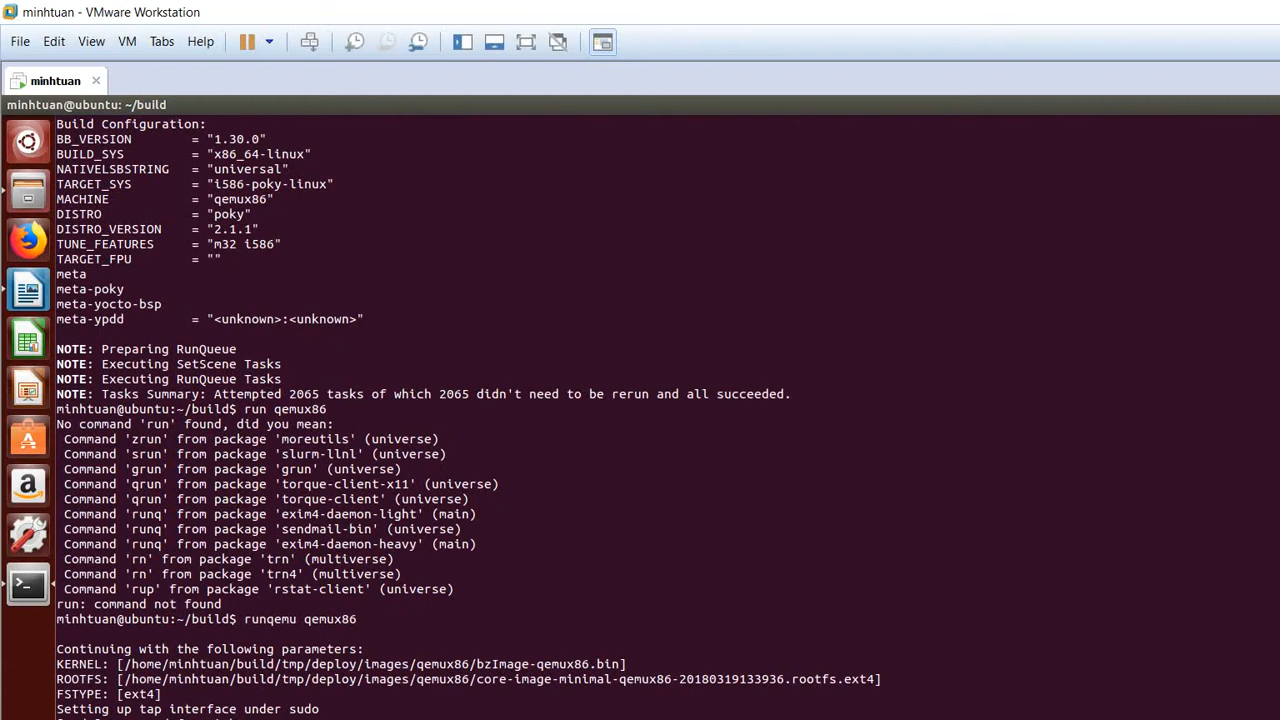 minhtuan - VMware Workstation
File Edit View VM Tabs Help
minhtuan
minhtuan@ubuntu: ~/build
Build Configuration:
BB_VERSION = "1.30.0"
BUILD_SYS = "x86_64-linux"
NATIVELSBSTRING = "universal"
TARGET_SYS = "i586-poky-linux"
MACHINE = "qemux86"
DISTRO = "poky"
DISTRO_VERSION = "2.1.1"
TUNE_FEATURES = "m32 i586"
TARGET_FPU = ""
meta
meta-poky
meta-yocto-bsp
meta-ypdd = "<unknown>:<unknown>"
NOTE: Preparing RunQueue
NOTE: Executing SetScene Tasks
NOTE: Executing RunQueue Tasks
NOTE: Tasks Summary: Attempted 2065 tasks of which 2065 didn't need to be rerun and all succeeded.
minhtuan@ubuntu:~/build$ run qemux86
No command 'run' found, did you mean:
Command 'zrun' from package 'moreutils' (universe)
Command 'srun' from package 'slurm-llnl' (universe)
Command 'grun' from package 'grun' (universe)
Command 'qrun' from package 'torque-client-x11' (universe)
Command 'qrun' from package 'torque-client' (universe)
Command 'runq' from package 'exim4-daemon-light' (main)
Command 'runq' from package 'sendmail-bin' (universe)
Command 'runq' from package 'exim4-daemon-heavy' (main)
Command 'rn' from package 'trn' (multiverse)
Command 'rn' from package 'trn4' (multiverse)
Command 'rup' from package 'rstat-client' (universe)
run: command not found
minhtuan@ubuntu:~/build$ runqemu qemux86
Continuing with the following parameters:
KERNEL: [/home/minhtuan/build/tmp/deploy/images/qemux86/bzImage-qemux86.bin]
ROOTFS: [/home/minhtuan/build/tmp/deploy/images/qemux86/core-image-minimal-qemux86-20180319133936.rootfs.ext4]
FSTYPE: [ext4]
Setting up tap interface under sudo